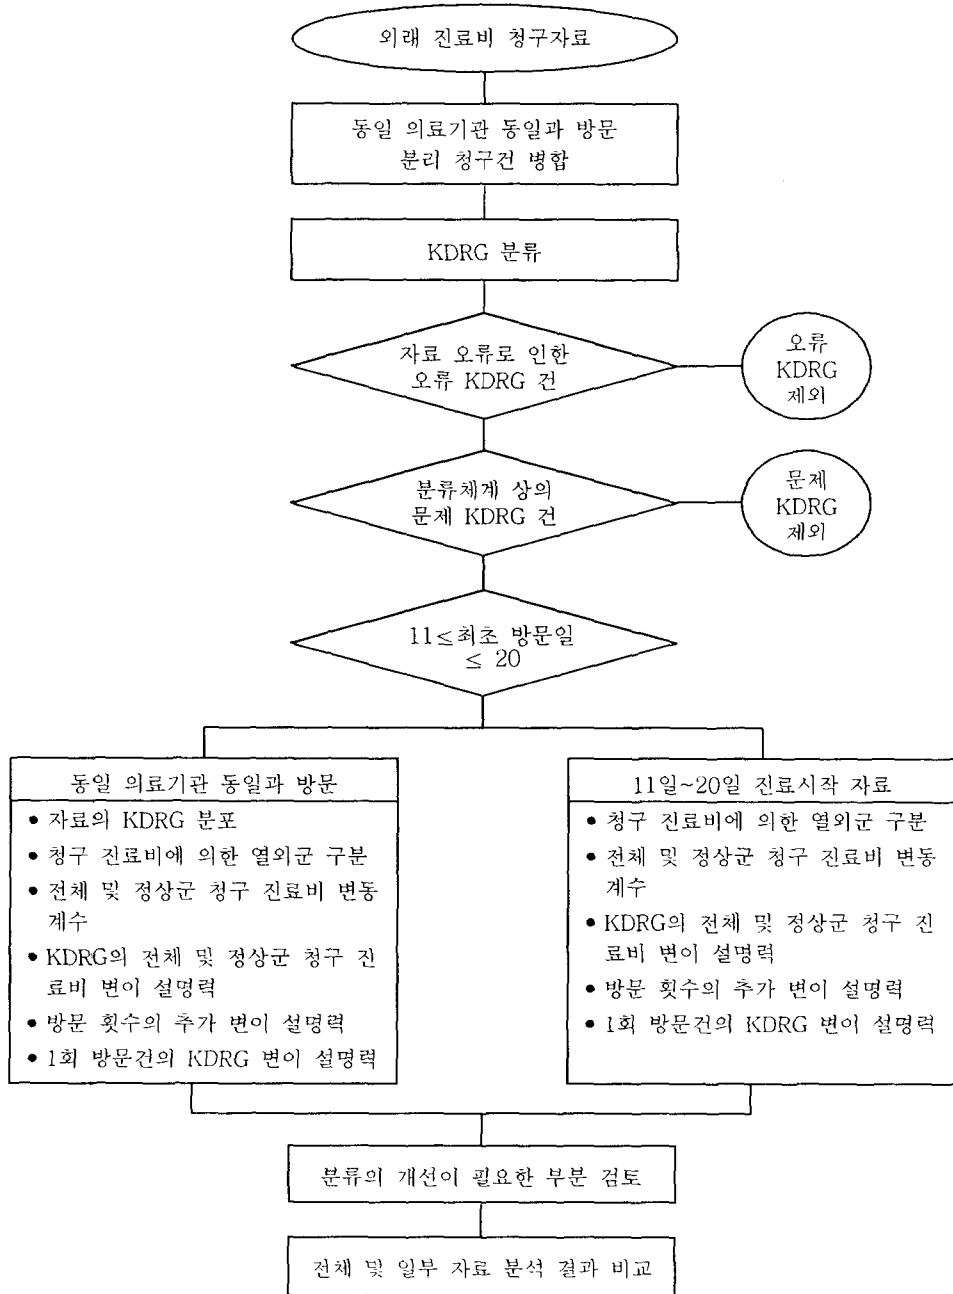 외래 진료비 청구자료
동일 의료기관 동일과 방문
분리 청구건 병합
KDRG 분류
자료 오류로 인한
오류 KDRG 건
오류
KDRG
제외
분류체계 상의
문제 KDRG 건
문제
KDRG
제외
11≤최초 방문일
≤ 20
동일 의료기관 동일과 방문
• 자료의 KDRG 분포
• 청구 진료비에 의한 열외군 구분
• 전체 및 정상군 청구 진료비 변동
계수
• KDRG의 전체 및 정상군 청구 진
료비 변이 설명력
• 방문 횟수의 추가 변이 설명력
• 1회 방문건의 KDRG 변이 설명력
11일~20일 진료시작 자료
• 청구 진료비에 의한 열외군 구분
• 전체 및 정상군 청구 진료비 변동
계수
• KDRG의 전체 및 정상군 청구 진
료비 변이 설명력
• 방문 횟수의 추가 변이 설명력
• 1회 방문건의 KDRG 변이 설명력
분류의 개선이 필요한 부분 검토
전체 및 일부 자료 분석 결과 비교